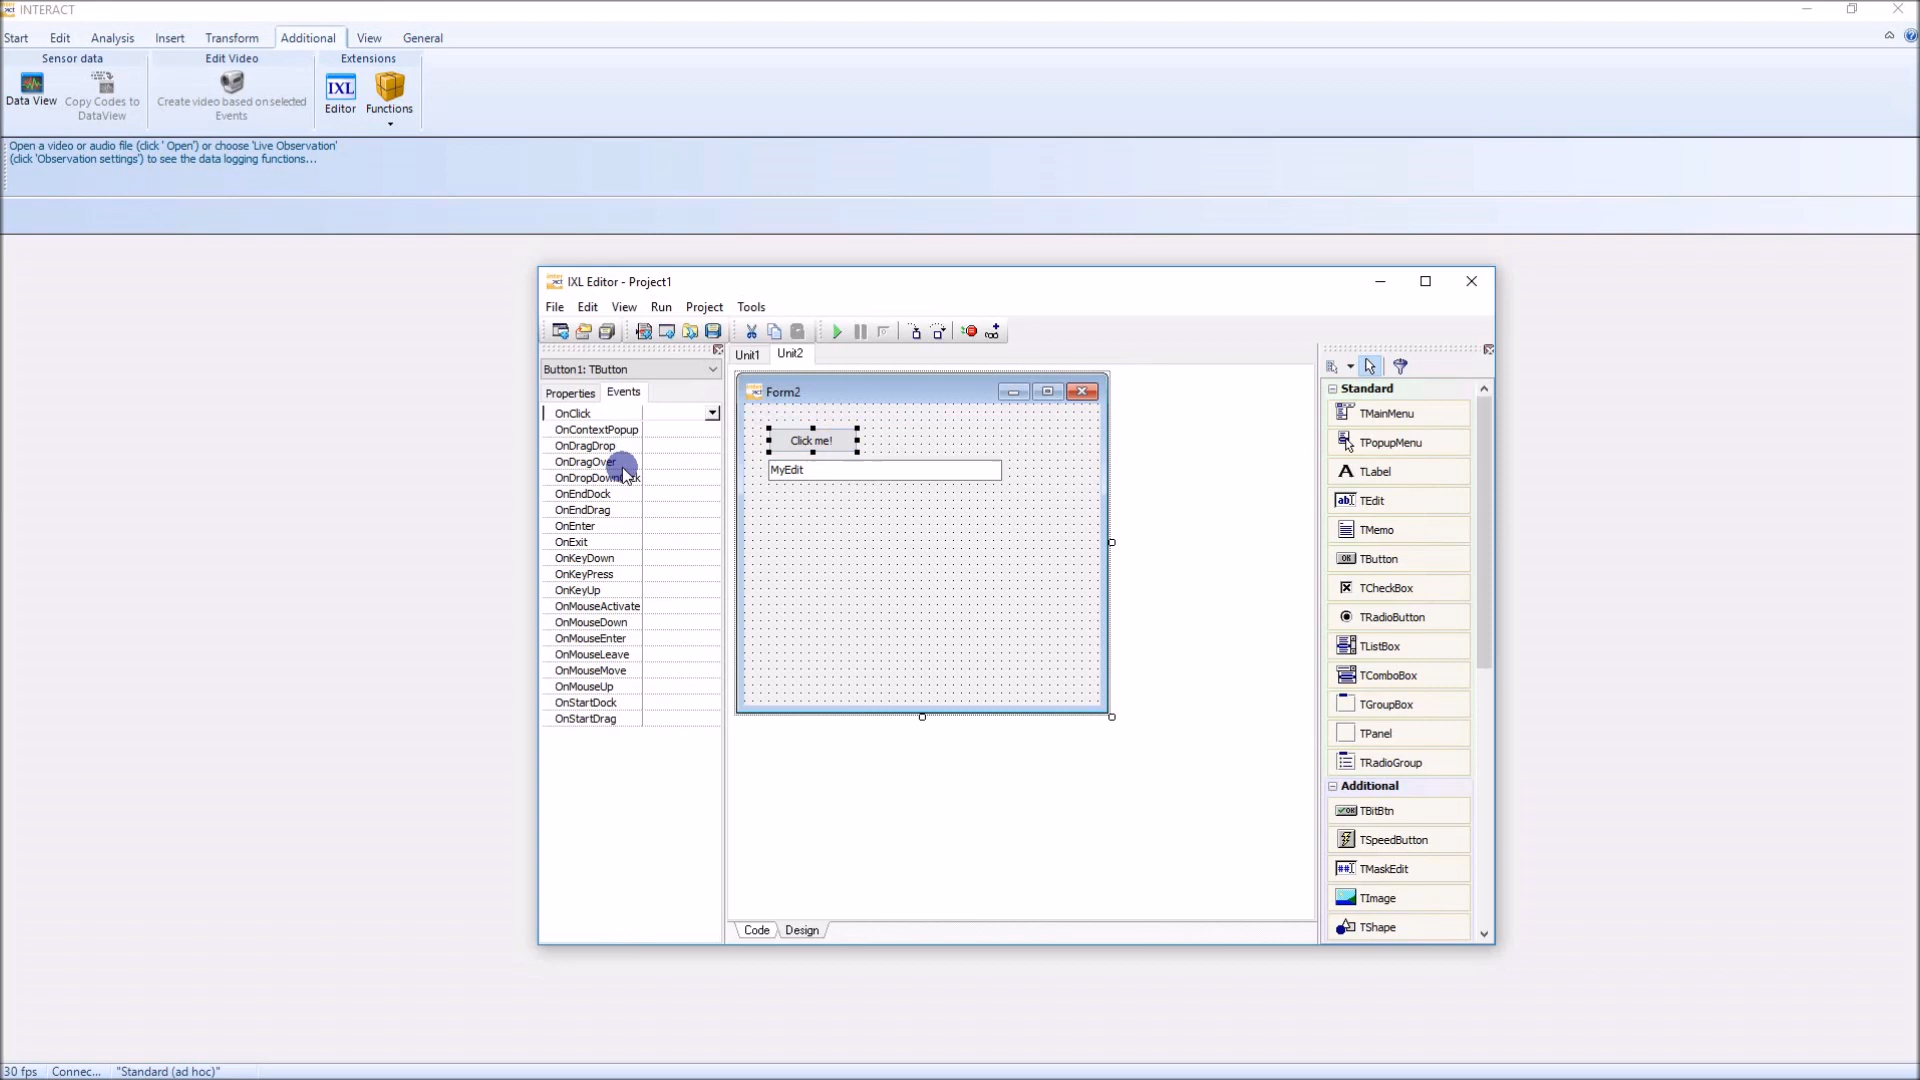 INTERACT
Start Edit Analysis Insert Transform Additional View General
Sensor data Edit Video Extensions
Data View
Copy Codes to
DataView
Create video based on selected
Events
IXL
Editor
Functions
Open a video or audio file (click ' Open') or choose 'Live Observation'
(click 'Observation settings') to see the data logging functions...
IXL Editor - Project1
File Edit View Run Project Tools
Unit1 Unit2
Button1: TButton
Properties Events
OnClick
OnContextPopup
OnDragDrop
OnDragOver
OnEndDock
OnEndDrag
OnEnter
OnExit
OnKeyDown
OnKeyPress
OnKeyUp
OnMouseActivate
OnMouseDown
OnMouseEnter
OnMouseLeave
OnMouseMove
OnMouseUp
OnStartDock
OnStartDrag
Form2
Click me!
MyEdit
Code Design
Standard
TMainMenu
TPopupMenu
TLabel
TEdit
TMemo
TButton
TCheckBox
TRadioButton
TListBox
TComboBox
TGroupBox
TPanel
TRadioGroup
Additional
TBitBtn
TSpeedButton
TMaskEdit
TImage
TShape
30 fps Connec... "Standard (ad hoc)"